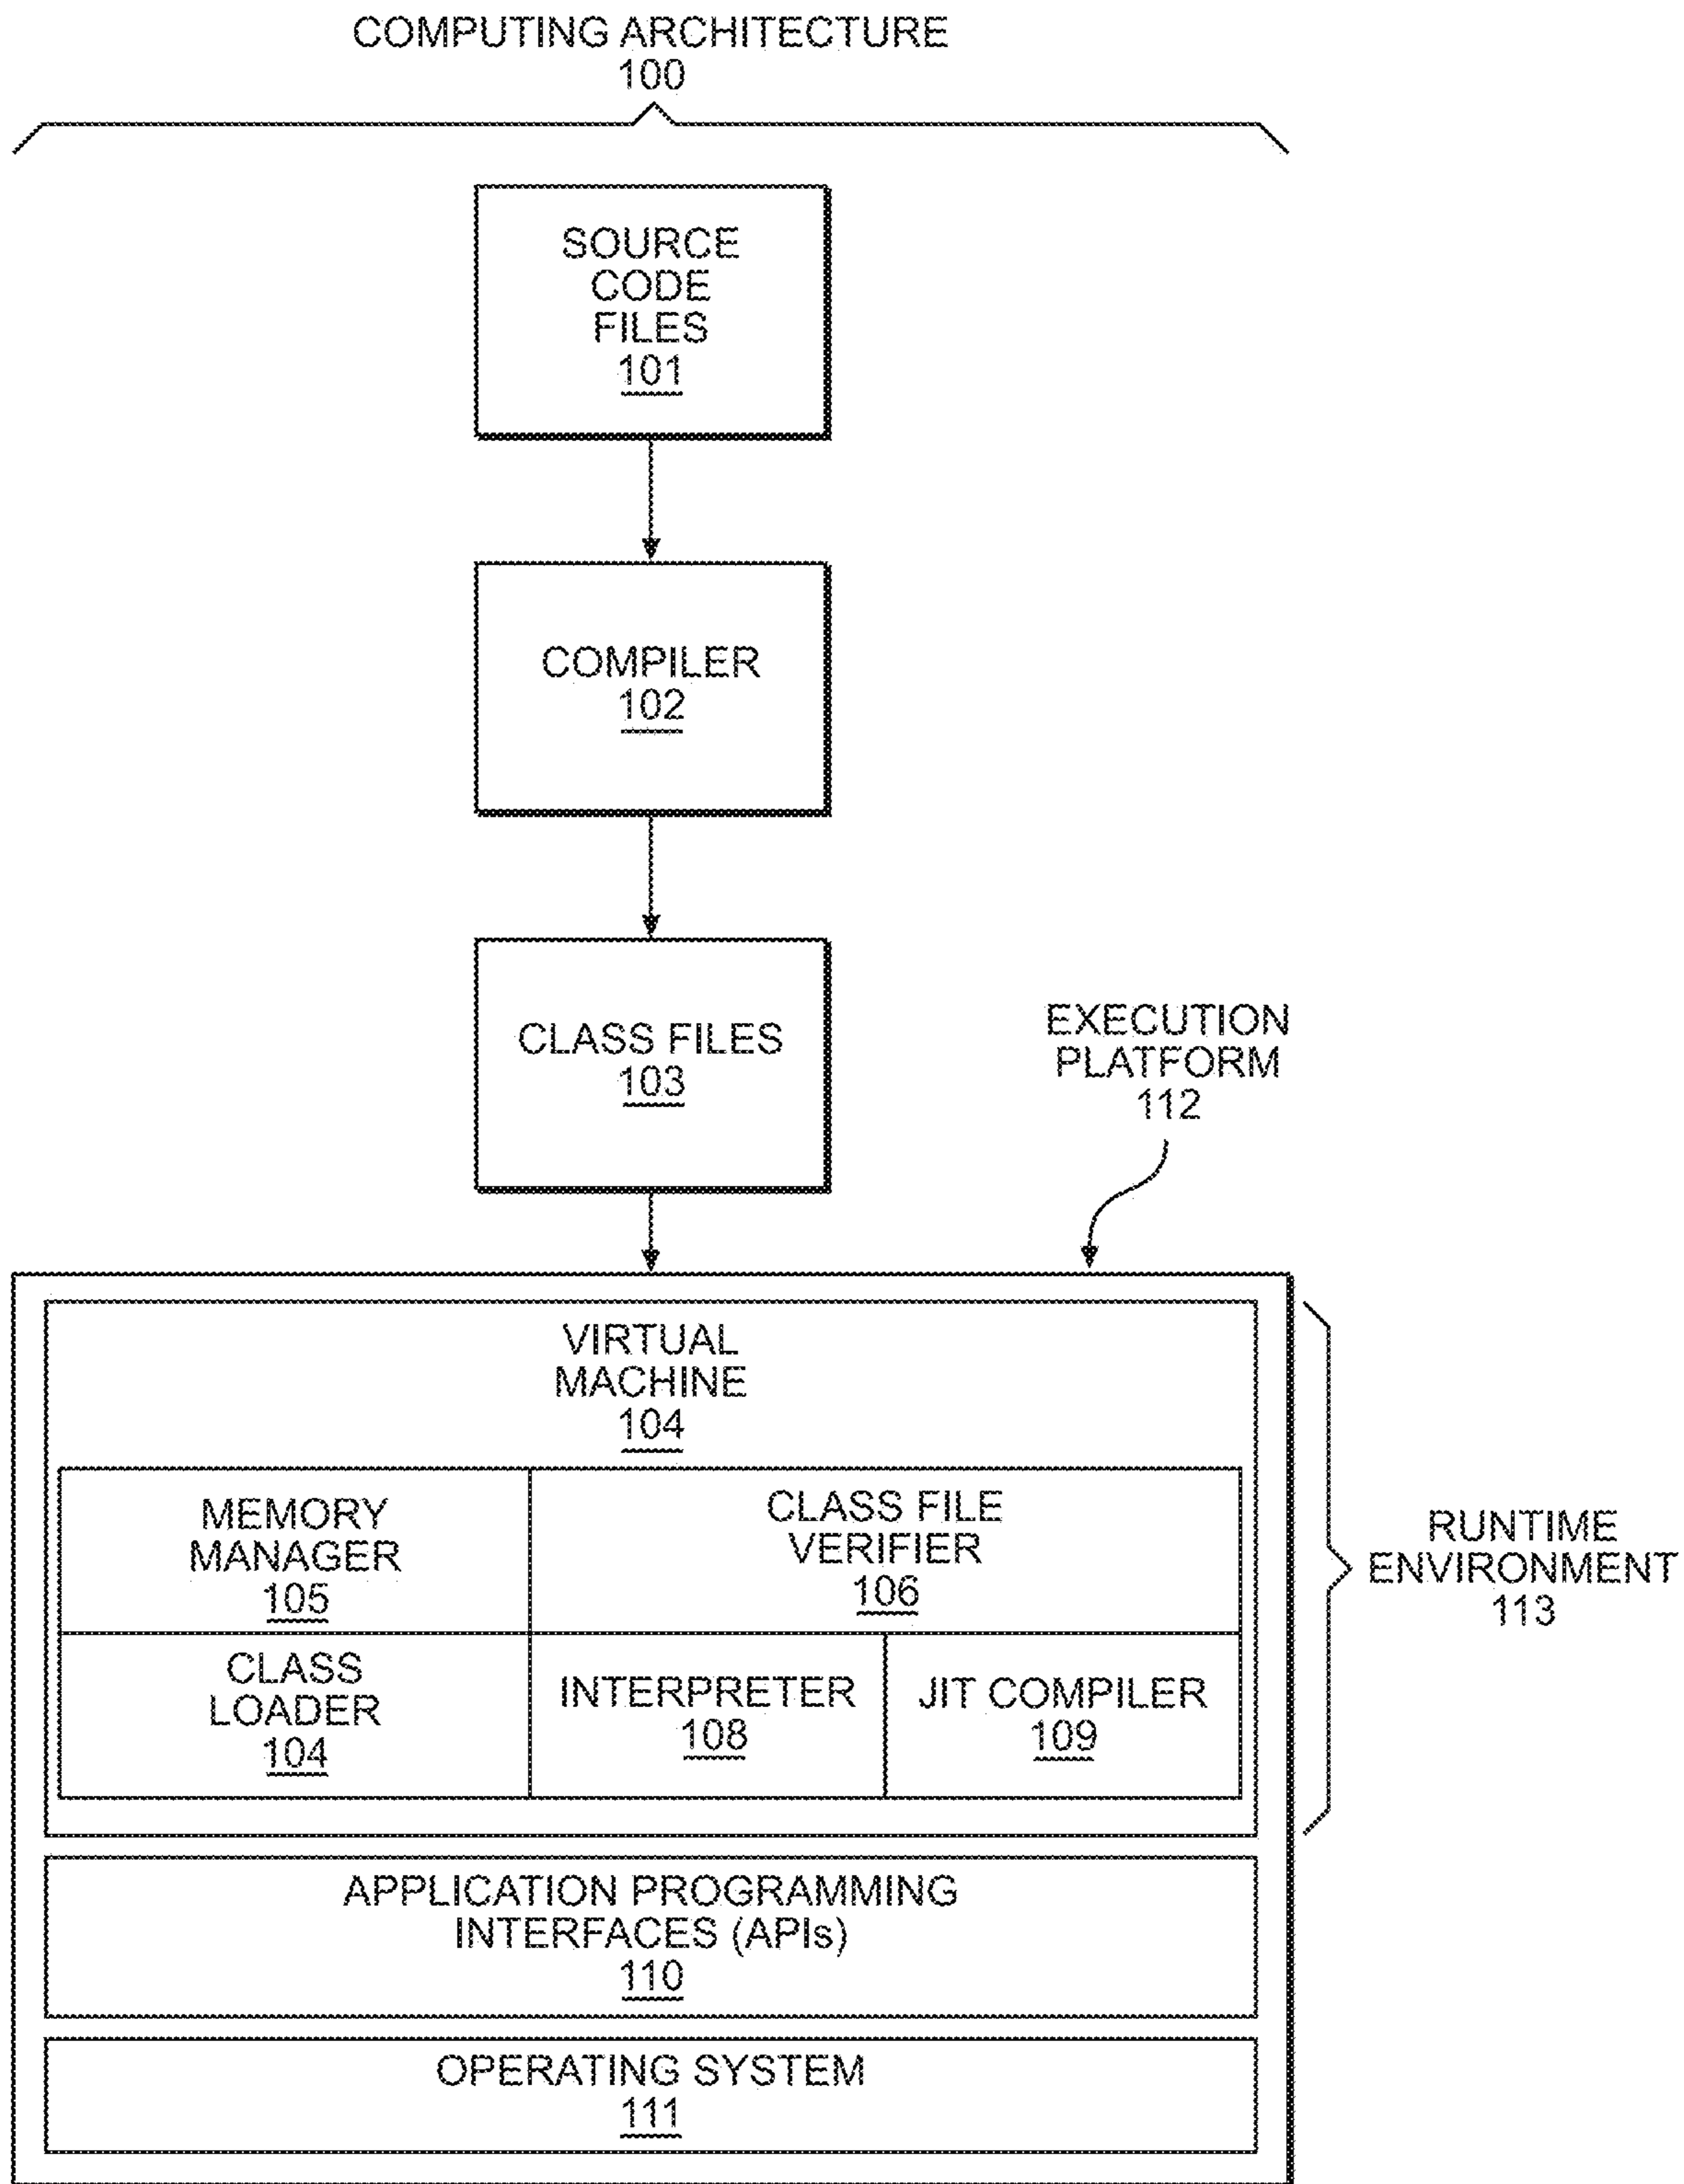 COMPUTING ARCHITECTURE
100
SOURCE
CODE
FILES
101
COMPILER
102
CLASS FILES
103
EXECUTION
PLATFORM
112
VIRTUAL
MACHINE
104
MEMORY
MANAGER
105
CLASS FILE
VERIFIER
106
CLASS
LOADER
104
INTERPRETER
108
JIT COMPILER
109
RUNTIME
ENVIRONMENT
113
APPLICATION PROGRAMMING
INTERFACES (APIs)
110
OPERATING SYSTEM
111